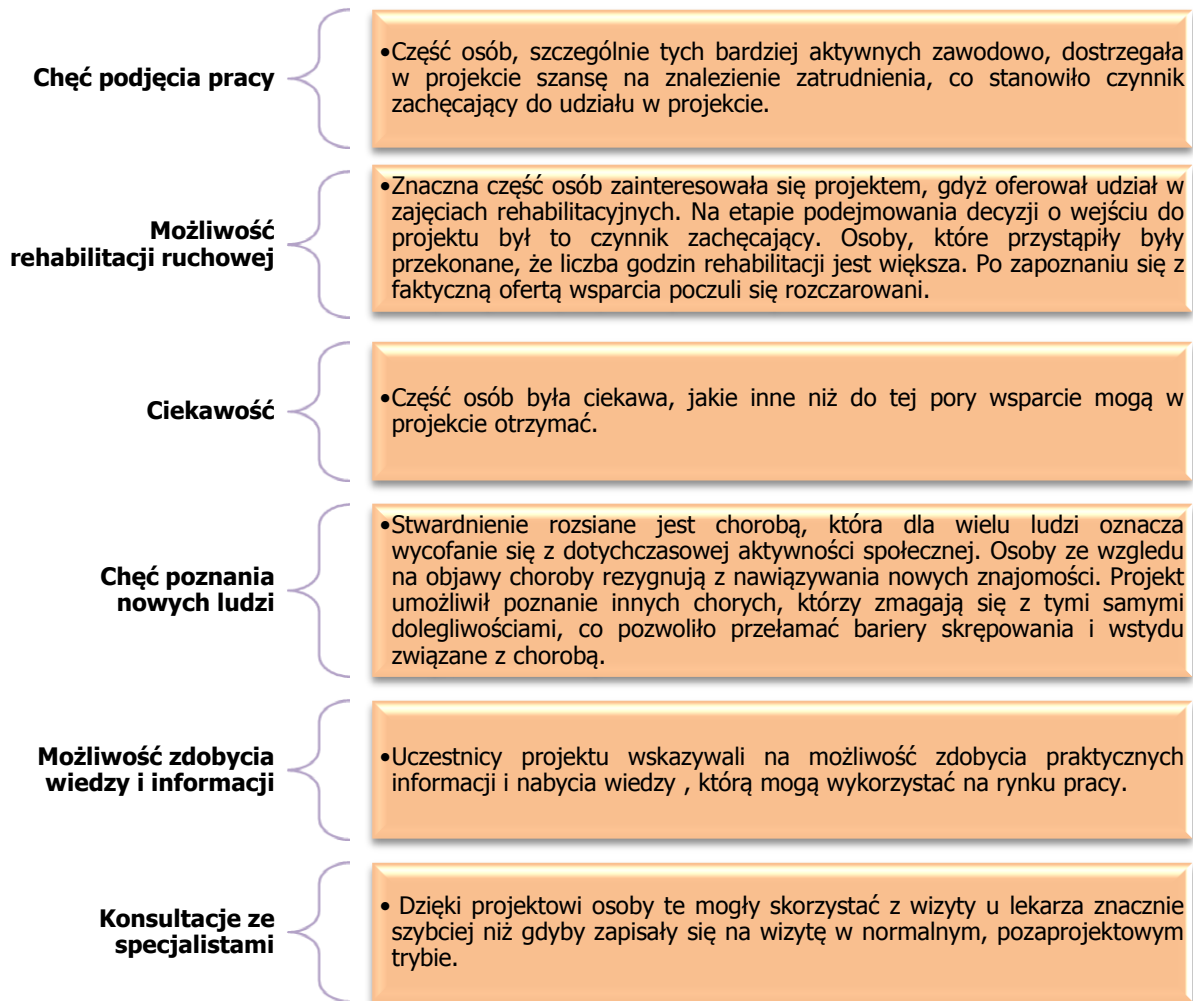 Chęć podjęcia pracy
•Część osób, szczególnie tych bardziej aktywnych zawodowo, dostrzegała
w projekcie szansę na znalezienie zatrudnienia, co stanowiło czynnik
zachęcający do udziału w projekcie.
Możliwość
rehabilitacji ruchowej
•Znaczna część osób zainteresowała się projektem, gdyż oferował udział w
zajęciach rehabilitacyjnych. Na etapie podejmowania decyzji o wejściu do
projektu był to czynnik zachęcający. Osoby, które przystąpiły były
przekonane, że liczba godzin rehabilitacji jest większa. Po zapoznaniu się z
faktyczną ofertą wsparcia poczuli się rozczarowani.
Ciekawość
•Część osób była ciekawa, jakie inne niż do tej pory wsparcie mogą w
projekcie otrzymać.
Chęć poznania
nowych ludzi
•Stwardnienie rozsiane jest chorobą, która dla wielu ludzi oznacza
wycofanie się z dotychczasowej aktywności społecznej. Osoby ze wzgledu
na objawy choroby rezygnują z nawiązywania nowych znajomości. Projekt
umożliwił poznanie innych chorych, którzy zmagają się z tymi samymi
dolegliwościami, co pozwoliło przełamać bariery skrępowania i wstydu
związane z chorobą.
Możliwość zdobycia
wiedzy i informacji
•Uczestnicy projektu wskazywali na możliwość zdobycia praktycznych
informacji i nabycia wiedzy , którą mogą wykorzystać na rynku pracy.
Konsultacje ze
specjalistami
• Dzięki projektowi osoby te mogły skorzystać z wizyty u lekarza znacznie
szybciej niż gdyby zapisały się na wizytę w normalnym, pozaprojektowym
trybie.